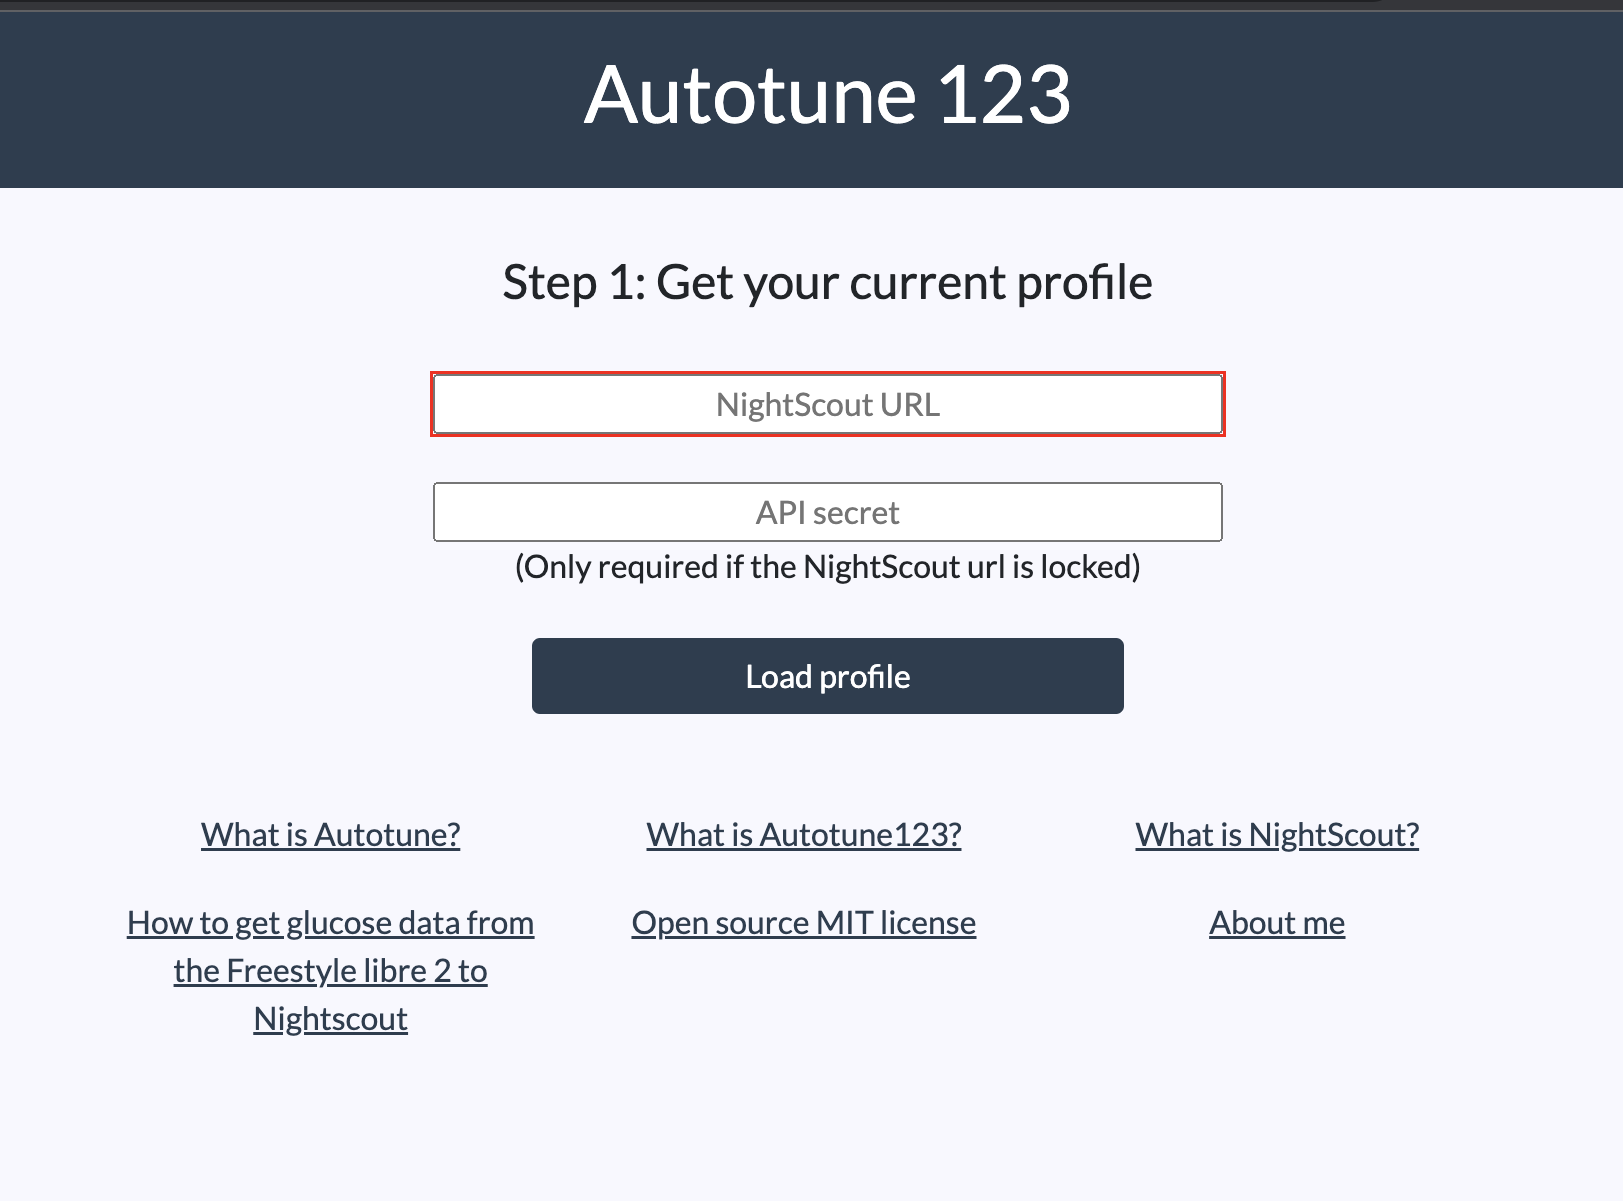 Autotune 123
Step 1: Get your current profile
NightScout URL
API secret
(Only required if the NightScout url is locked)
Load profile
What is Autotune?
What is Autotune123?
What is NightScout?
How to get glucose data from
the Freestyle libre 2 to
Nightscout
Open source MIT license
About me